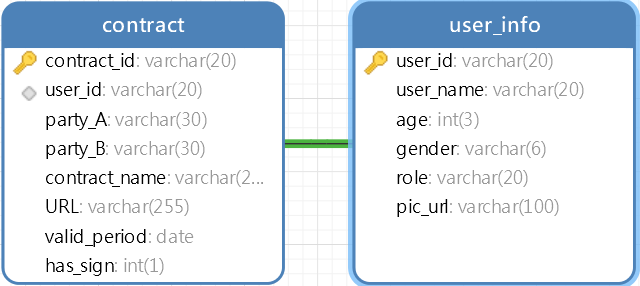 contract
contract_id: varchar(20)
user_id: varchar(20)
party_A: varchar(30)
party_B: varchar(30)
contract_name: varchar(2...
URL: varchar(255)
valid_period: date
has_sign: int(1)
user_info
user_id: varchar(20)
user_name: varchar(20)
age: int(3)
gender: varchar(6)
role: varchar(20)
pic_url: varchar(100)